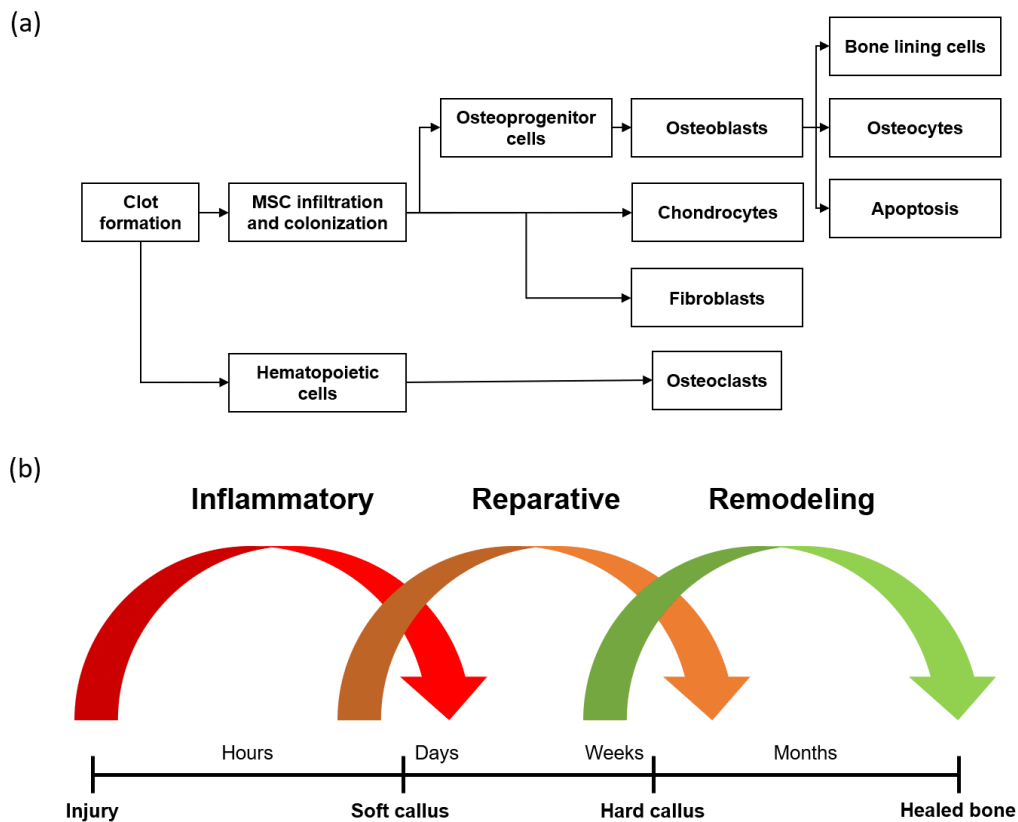 (a)
Bone lining cells
Osteoprogenitor
cells
Osteoblasts
Osteocytes
Clot
formation
MSC infiltration
and colonization
Chondrocytes
Apoptosis
Fibroblasts
Hematopoietic
cells
Osteoclasts
(b)
Inflammatory
Reparative
Remodeling
Hours
Days
Weeks
Months
Injury
Soft callus
Hard callus
Healed bone